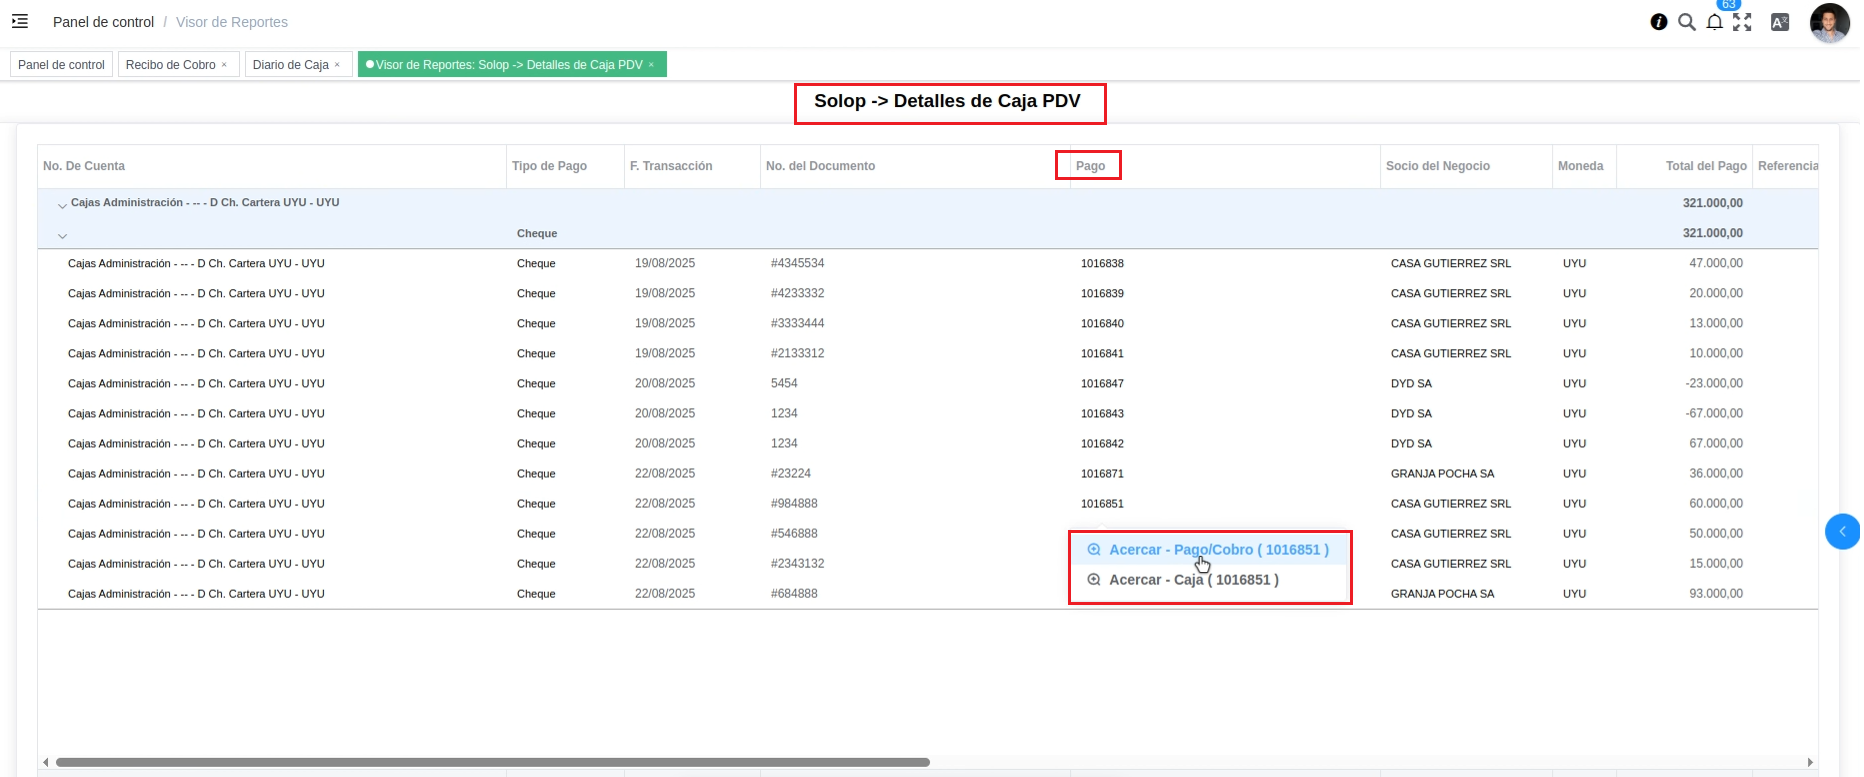 Panel de control / Visor de Reportes
63
Panel de control
Recibo de Cobro ×
Diario de Caja ×
Visor de Reportes: Solop -> Detalles de Caja PDV ×
Solop -> Detalles de Caja PDV
No. De Cuenta Tipo de Pago F. Transacción No. del Documento Pago Socio del Negocio Moneda Total del Pago Referencia
Cajas Administración - -- - D Ch. Cartera UYU - UYU 321.000,00
Cheque 321.000,00
Cajas Administración - -- - D Ch. Cartera UYU - UYU Cheque 19/08/2025 #4345534 1016838 CASA GUTIERREZ SRL UYU 47.000,00
Cajas Administración - -- - D Ch. Cartera UYU - UYU Cheque 19/08/2025 #4233332 1016839 CASA GUTIERREZ SRL UYU 20.000,00
Cajas Administración - -- - D Ch. Cartera UYU - UYU Cheque 19/08/2025 #3333444 1016840 CASA GUTIERREZ SRL UYU 13.000,00
Cajas Administración - -- - D Ch. Cartera UYU - UYU Cheque 19/08/2025 #2133312 1016841 CASA GUTIERREZ SRL UYU 10.000,00
Cajas Administración - -- - D Ch. Cartera UYU - UYU Cheque 20/08/2025 5454 1016847 DYD SA UYU -23.000,00
Cajas Administración - -- - D Ch. Cartera UYU - UYU Cheque 20/08/2025 1234 1016843 DYD SA UYU -67.000,00
Cajas Administración - -- - D Ch. Cartera UYU - UYU Cheque 20/08/2025 1234 1016842 DYD SA UYU 67.000,00
Cajas Administración - -- - D Ch. Cartera UYU - UYU Cheque 22/08/2025 #23224 1016871 GRANJA POCHA SA UYU 36.000,00
Cajas Administración - -- - D Ch. Cartera UYU - UYU Cheque 22/08/2025 #984888 1016851 CASA GUTIERREZ SRL UYU 60.000,00
Cajas Administración - -- - D Ch. Cartera UYU - UYU Cheque 22/08/2025 #546888 CASA GUTIERREZ SRL UYU 50.000,00
Acercar - Pago/Cobro ( 1016851 )
Cajas Administración - -- - D Ch. Cartera UYU - UYU Cheque 22/08/2025 #2343132 CASA GUTIERREZ SRL UYU 15.000,00
Acercar - Caja ( 1016851 )
Cajas Administración - -- - D Ch. Cartera UYU - UYU Cheque 22/08/2025 #684888 GRANJA POCHA SA UYU 93.000,00